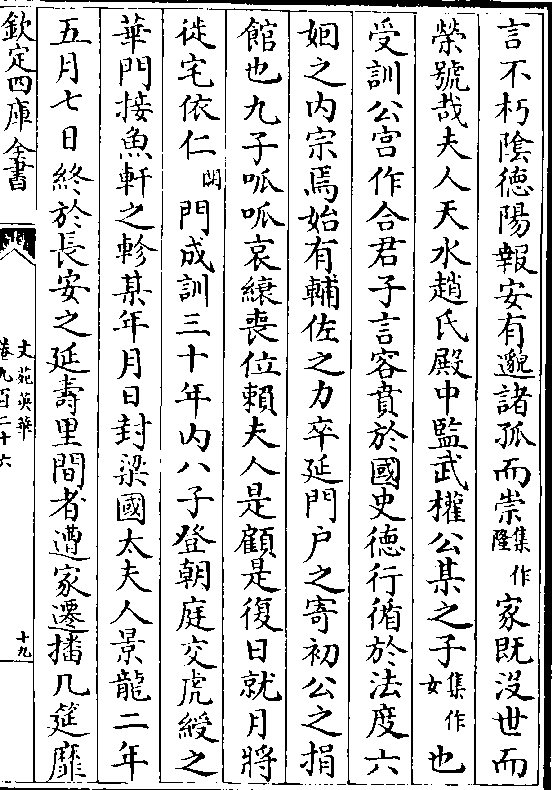 言不朽陰德陽報安有邈諸孤而崇集作隆家既没世而
榮號哉夫人天水趙氏殿中監武權公某之子集作女也
受訓公宫作合君子言容賁於國史德行循於法度六
姻之内宗焉始有輔佐之力卒延門户之寄初公之捐
館也九子呱呱哀纕喪位賴夫人是顧是復日就月將
徙宅依仁闕門成訓三十年内八子登朝庭交虎綬之
華門接魚軒之軫某年月日封梁國太夫人景龍二年
五月七日終於長安之延壽里間者遭家遷播几筵靡
欽定四庫全書
文苑英華
卷九百二十六
十九